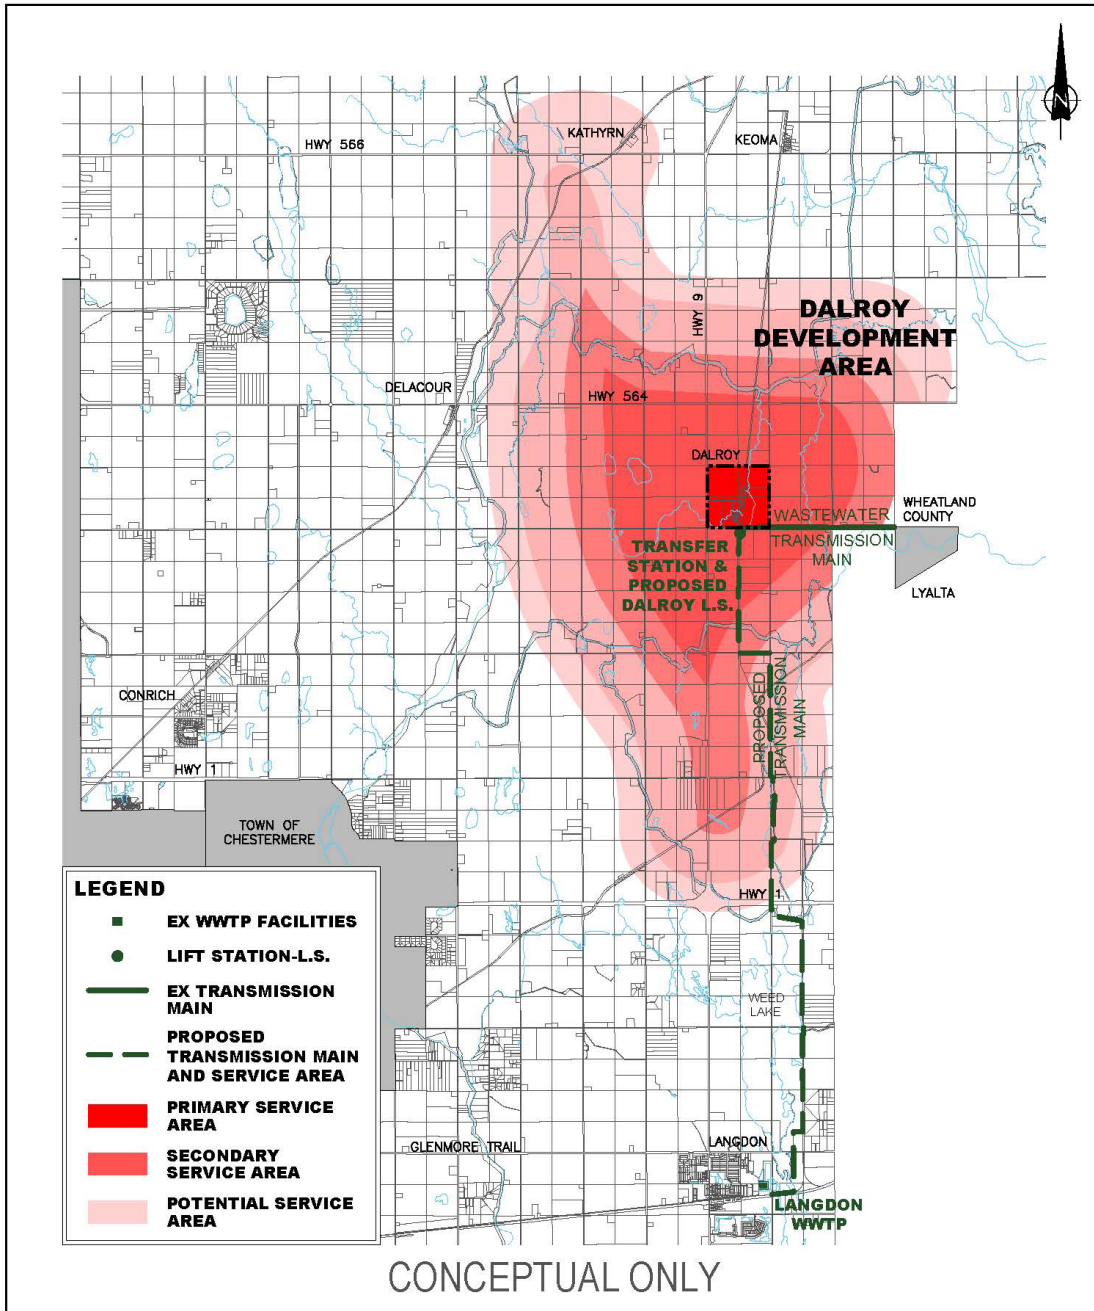 N
KATHYRN
KEOMA
HWY 566
HWY 9
DALROY
DEVELOPMENT
AREA
DELACOUR
HWY 564
DALROY
WHEATLAND
COUNTY
WASTEWATER
TRANSMISSION
MAIN
TRANSFER
STATION &
PROPOSED
DALROY L.S.
LYALTA
PROPOSED
TRANSMISSION
MAIN
CONRICH
HWY 1
TOWN OF
CHESTERMERE
HWY 1
WEED
LAKE
GLENMORE TRAIL
LANGDON
LANGDON
WWTP
LEGEND
EX WWTP FACILITIES
LIFT STATION-L.S.
EX TRANSMISSION
MAIN
PROPOSED
TRANSMISSION MAIN
AND SERVICE AREA
PRIMARY SERVICE
AREA
SECONDARY
SERVICE AREA
POTENTIAL SERVICE
AREA
CONCEPTUAL ONLY